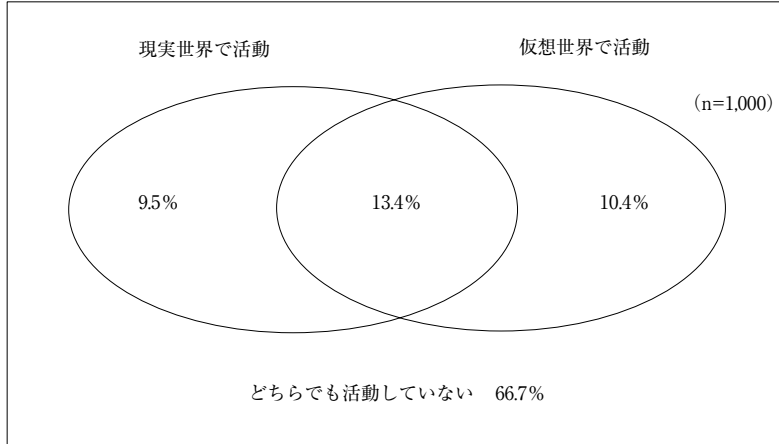 現実世界で活動
仮想世界で活動
(n=1,000)
9.5%
13.4%
10.4%
どちらでも活動していない 66.7%